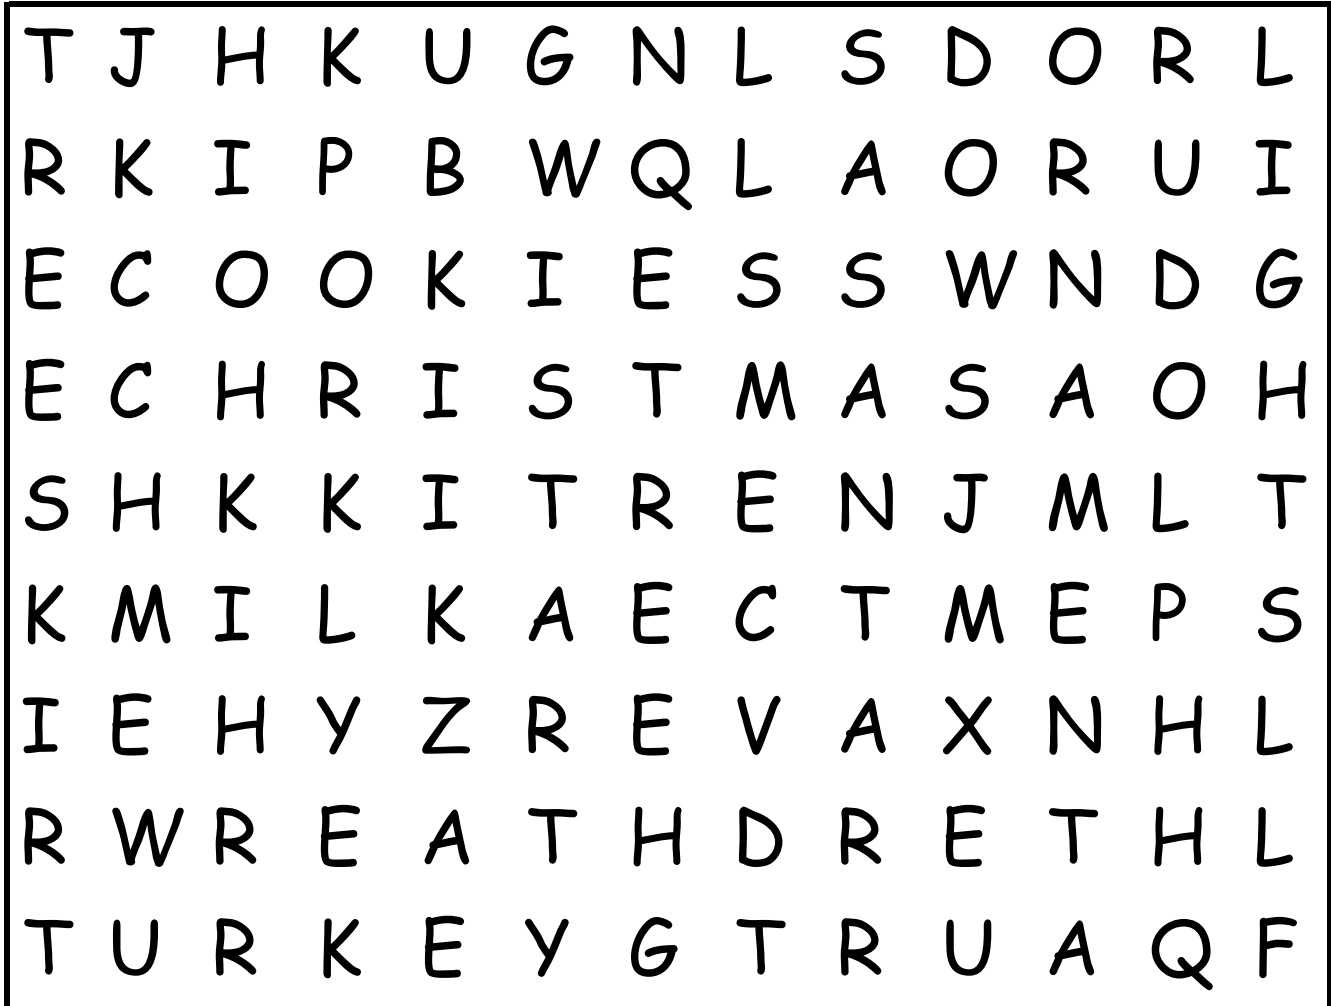 T J H K U G N L S D O R L
R K I P B W Q L A O R U I
E C O O K I E S S W N D G
E C H R I S T M A S A O H
S H K K I T R E N J M L T
K M I L K A E C T M E P S
I E H Y Z R E V A X N H L
R W R E A T H D R E T H L
T U R K E Y G T R U A Q F